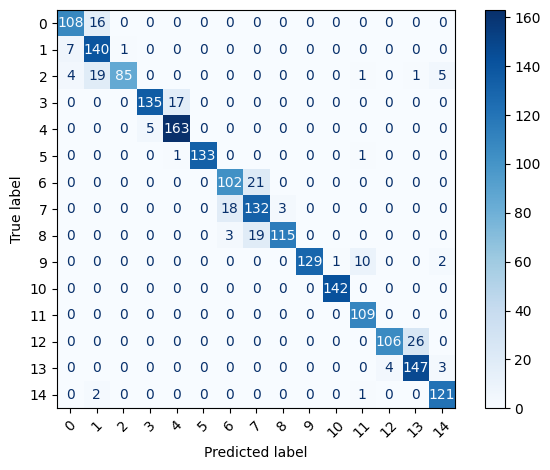 0 108 16 0 0 0 0 0 0 0 0 0 0 0 0 0 160
1 7 140 1 0 0 0 0 0 0 0 0 0 0 0 0
2 4 19 85 0 0 0 0 0 0 0 0 1 0 1 5 140
3 0 0 0 135 17 0 0 0 0 0 0 0 0 0 0
4 0 0 0 5 163 0 0 0 0 0 0 0 0 0 0 120
5 0 0 0 0 1 133 0 0 0 0 0 1 0 0 0
6 0 0 0 0 0 0 102 21 0 0 0 0 0 0 0 100
7 0 0 0 0 0 0 18 132 3 0 0 0 0 0 0
True label
8 0 0 0 0 0 0 3 19 115 0 0 0 0 0 0 80
9 0 0 0 0 0 0 0 0 0 129 1 10 0 0 2
10 0 0 0 0 0 0 0 0 0 0 142 0 0 0 0 60
11 0 0 0 0 0 0 0 0 0 0 0 109 0 0 0
12 0 0 0 0 0 0 0 0 0 0 0 0 106 26 0 40
13 0 0 0 0 0 0 0 0 0 0 0 0 4 147 3 20
14 0 2 0 0 0 0 0 0 0 0 0 1 0 0 121
0 1 2 3 4 5 6 7 8 9 10 11 12 13 14 0
Predicted label